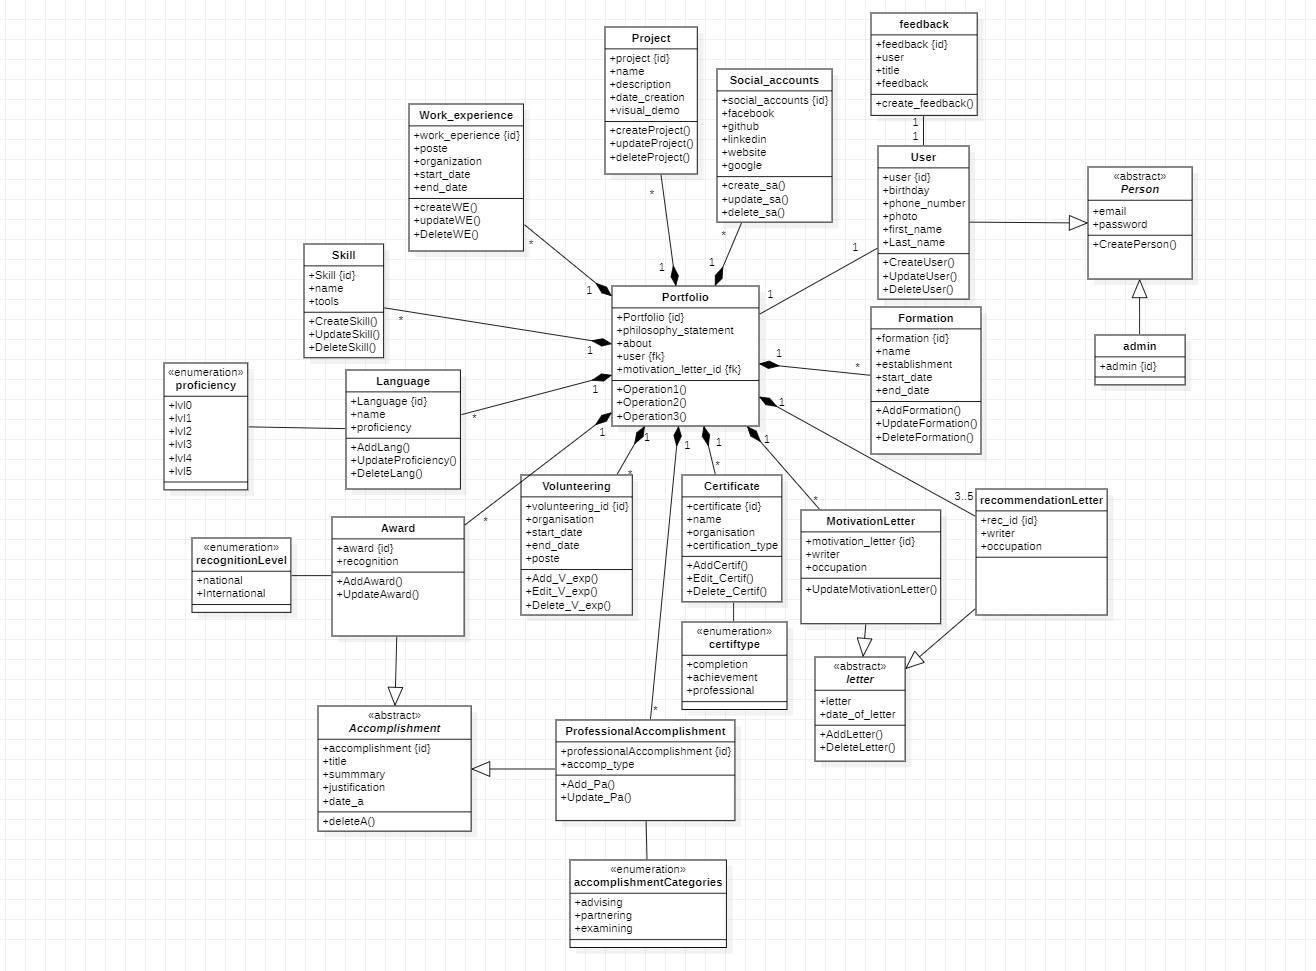 Project
+project {id}
+name
+description
+date_creation
+visual_demo
+createProject()
+updateProject()
+deleteProject()
*
1
Social_accounts
+social_accounts {id}
+facebook
+github
+linkedin
+website
+google
+create_sa()
+update_sa()
+delete_sa()
*
1
feedback
+feedback {id}
+user
+title
+feedback
+create_feedback()
1
1
User
+user {id}
+birthday
+phone_number
+photo
+first_name
+Last_name
+CreateUser()
+UpdateUser()
+DeleteUser()
1
1
«abstract»
Person
+email
+password
+CreatePerson()
admin
+admin {id}
Work_experience
+work_eperience {id}
+poste
+organization
+start_date
+end_date
+createWE()
+updateWE()
+DeleteWE()
*
1
Skill
+Skill {id}
+name
+tools
+CreateSkill()
+UpdateSkill()
+DeleteSkill()
*
1
Portfolio
+Portfolio {id}
+philosophy_statement
+about
+user {fk}
+motivation_letter_id {fk}
+Operation1()
+Operation2()
+Operation3()
Formation
+formation {id}
+name
+establishment
+start_date
+end_date
+AddFormation()
+UpdateFormation()
+DeleteFormation()
1
*
«enumeration»
proficiency
+lvl0
+lvl1
+lvl2
+lvl3
+lvl4
+lvl5
Language
+Language {id}
+name
+proficiency
+AddLang()
+UpdateProficiency()
+DeleteLang()
*
1
1
*
1
*
1
*
1
*
1
*
1
3..5
Volunteering
+volunteering_id {id}
+organisation
+start_date
+end_date
+poste
+Add_V_exp()
+Edit_V_exp()
+Delete_V_exp()
Certificate
+certificate {id}
+name
+organisation
+certification_type
+AddCertif()
+Edit_Certif()
+Delete_Certif()
MotivationLetter
+motivation_letter {id}
+writer
+occupation
+UpdateMotivationLetter()
recommendationLetter
+rec_id {id}
+writer
+occupation
Award
+award {id}
+recognition
+AddAward()
+UpdateAward()
«enumeration»
recognitionLevel
+national
+International
«enumeration»
certiftype
+completion
+achievement
+professional
«abstract»
letter
+letter
+date_of_letter
+AddLetter()
+DeleteLetter()
«abstract»
Accomplishment
+accomplishment {id}
+title
+summmary
+justification
+date_a
+deleteA()
ProfessionalAccomplishment
+professionalAccomplishment {id}
+accomp_type
+Add_Pa()
+Update_Pa()
«enumeration»
accomplishmentCategories
+advising
+partnering
+examining